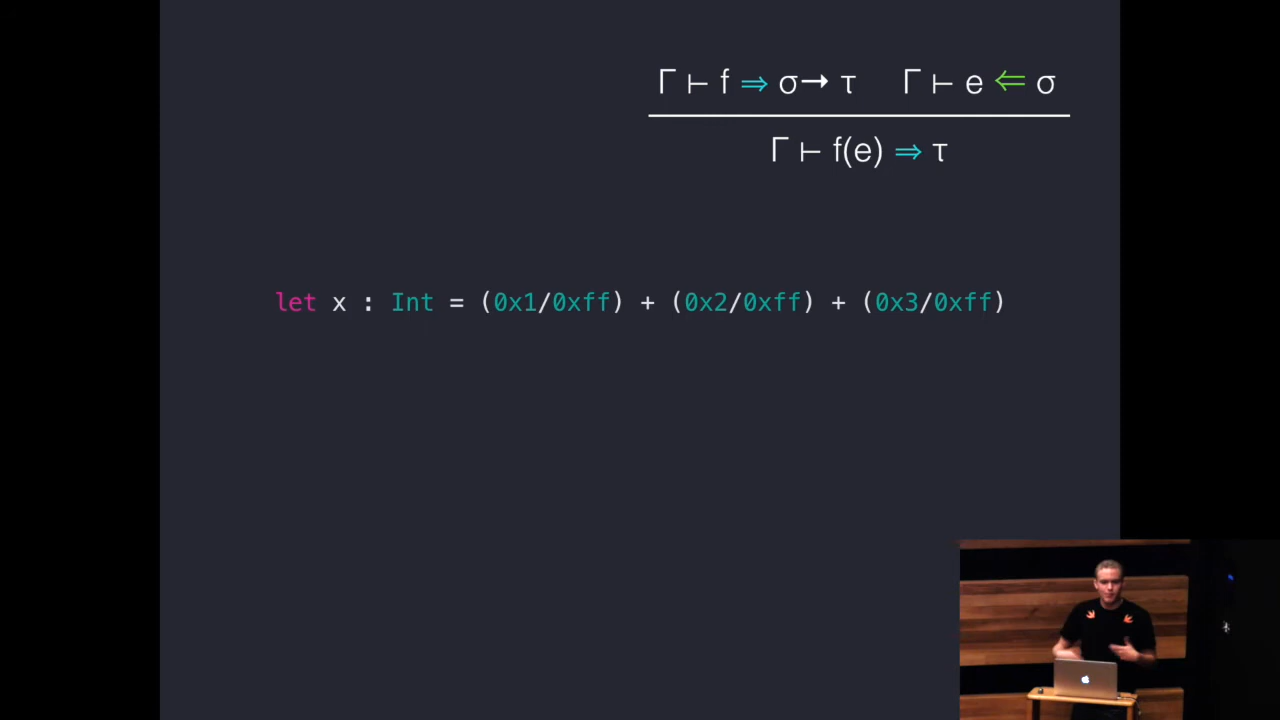 Γ ⊢ f ⇒ σ→ τ Γ ⊢ e ⇐ σ
Γ ⊢ f(e) ⇒ τ
let x : Int = (0x1/0xff) + (0x2/0xff) + (0x3/0xff)